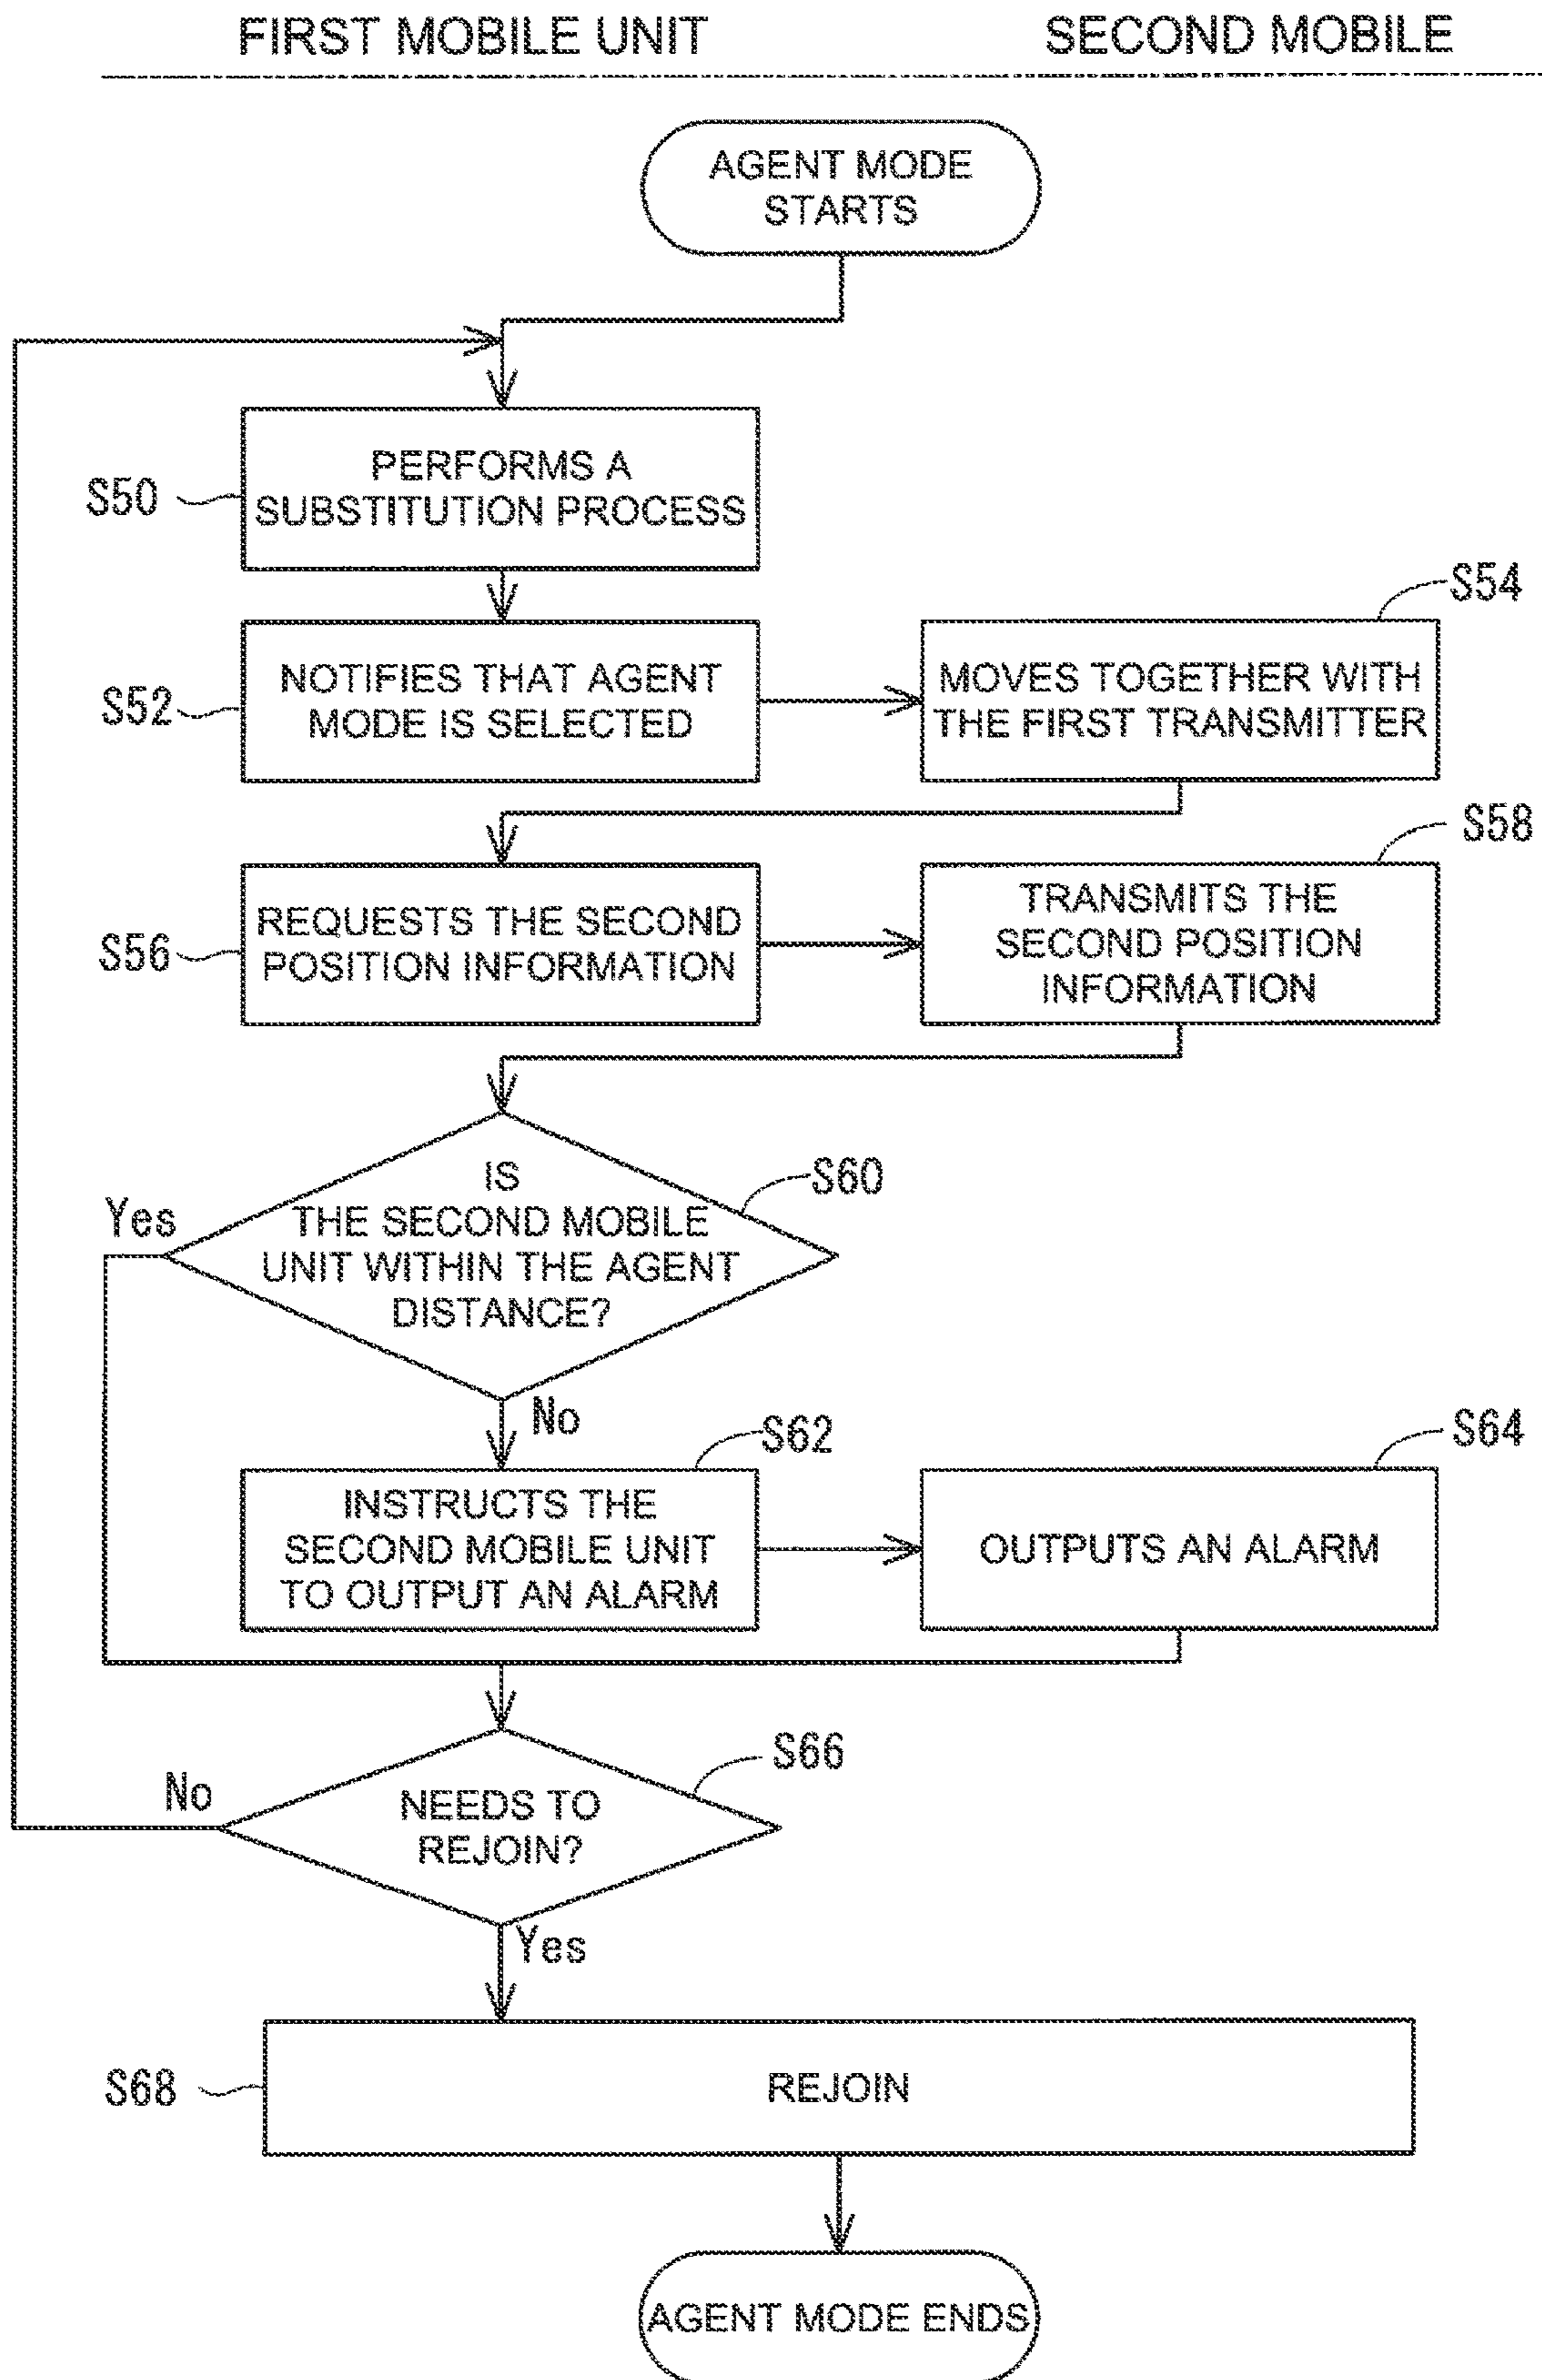 FIRST MOBILE UNIT
SECOND MOBILE
AGENT MODE
STARTS
S50
PERFORMS A
SUBSTITUTION PROCESS
S52
NOTIFIES THAT AGENT
MODE IS SELECTED
S54
MOVES TOGETHER WITH
THE FIRST TRANSMITTER
S56
REQUESTS THE SECOND
POSITION INFORMATION
S58
TRANSMITS THE
SECOND POSITION
INFORMATION
S60
IS
THE SECOND MOBILE
UNIT WITHIN THE AGENT
DISTANCE?
Yes
No
S62
INSTRUCTS THE
SECOND MOBILE UNIT
TO OUTPUT AN ALARM
S64
OUTPUTS AN ALARM
S66
NEEDS TO
REJOIN?
No
Yes
S68
REJOIN
AGENT MODE ENDS